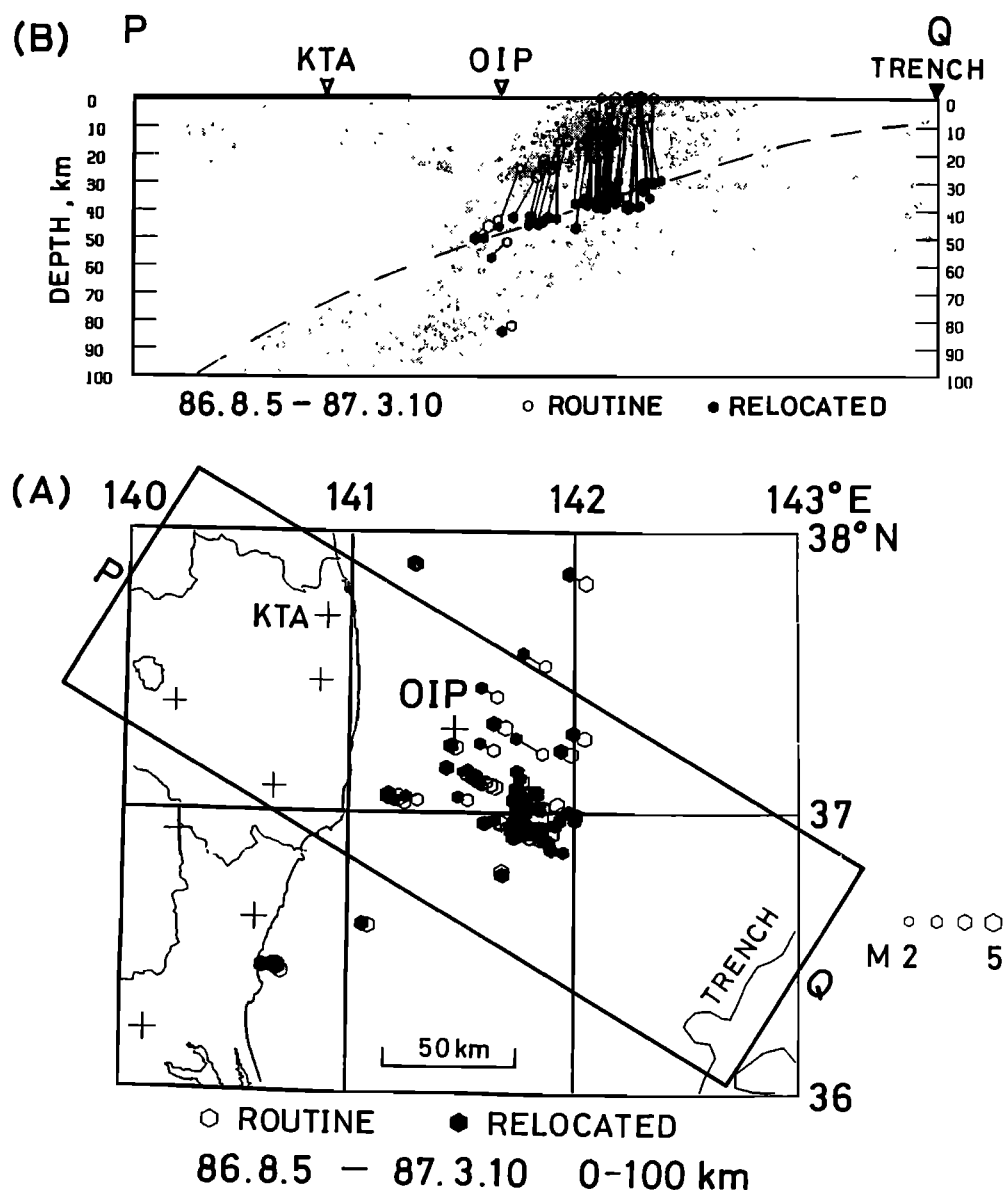 (B) P Q
KTA OIP TRENCH
0 0
10 10
20 20
30 30
40 40
50 50
60 60
70 70
80 80
90 90
100 100
DEPTH, km
86.8.5 – 87.3.10 ROUTINE RELOCATED
(A) 140 141 142 143°E
38°N
P
KTA
OIP
37
TRENCH
Q
M 2 5
50 km
36
ROUTINE RELOCATED
86.8.5 – 87.3.10 0-100 km